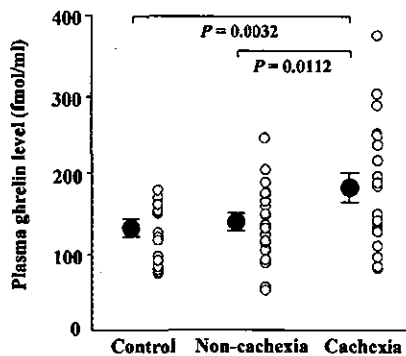 Plasma ghrelin level (fmol/ml)
400
300
200
100
0
P = 0.0032
P = 0.0112
Control Non-cachexia Cachexia